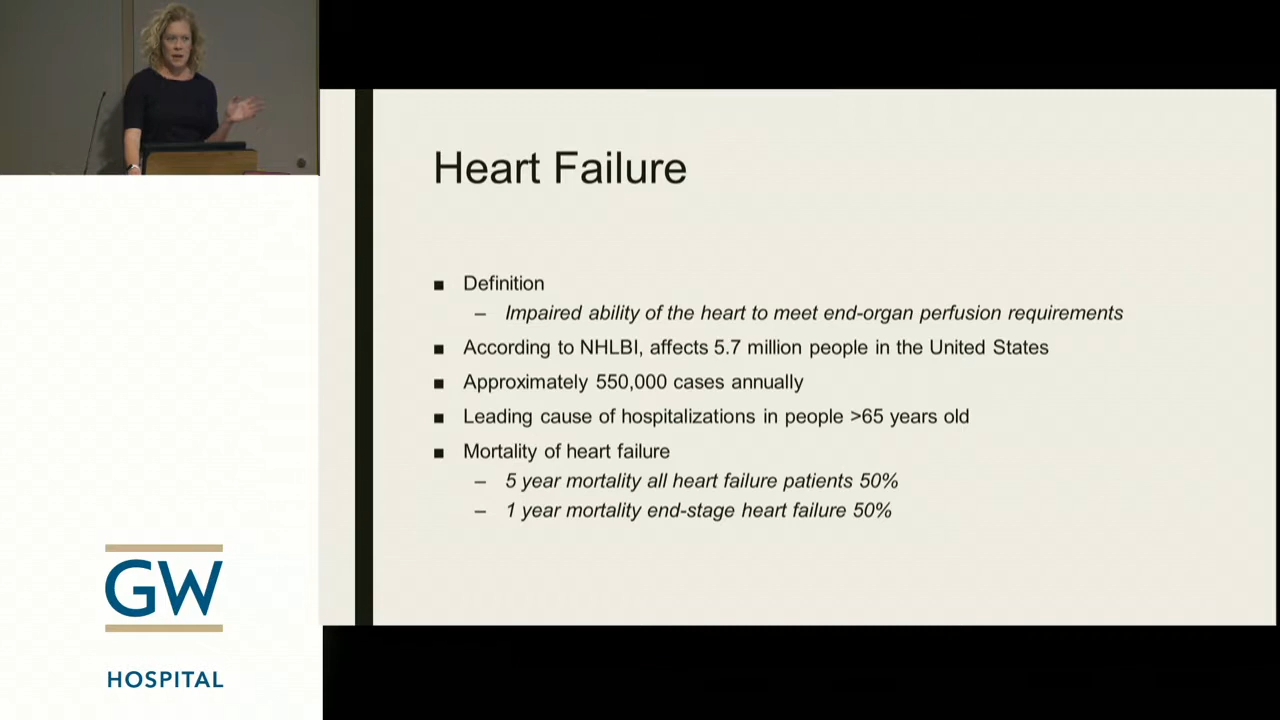 Heart Failure
■ Definition
– Impaired ability of the heart to meet end-organ perfusion requirements
■ According to NHLBI, affects 5.7 million people in the United States
■ Approximately 550,000 cases annually
■ Leading cause of hospitalizations in people >65 years old
■ Mortality of heart failure
– 5 year mortality all heart failure patients 50%
– 1 year mortality end-stage heart failure 50%
GW
HOSPITAL